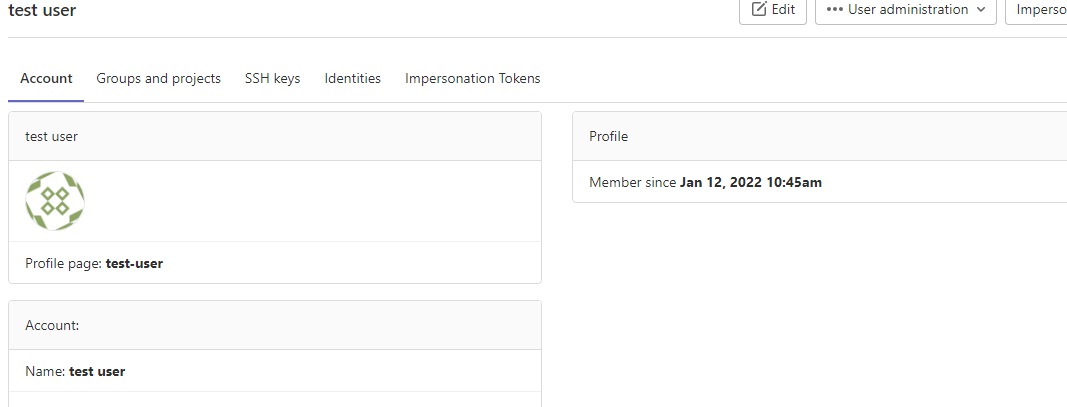 test user
Edit
••• User administration
Imperso
Account Groups and projects SSH keys Identities Impersonation Tokens
test user
Profile page: test-user
Account:
Name: test user
Profile
Member since Jan 12, 2022 10:45am